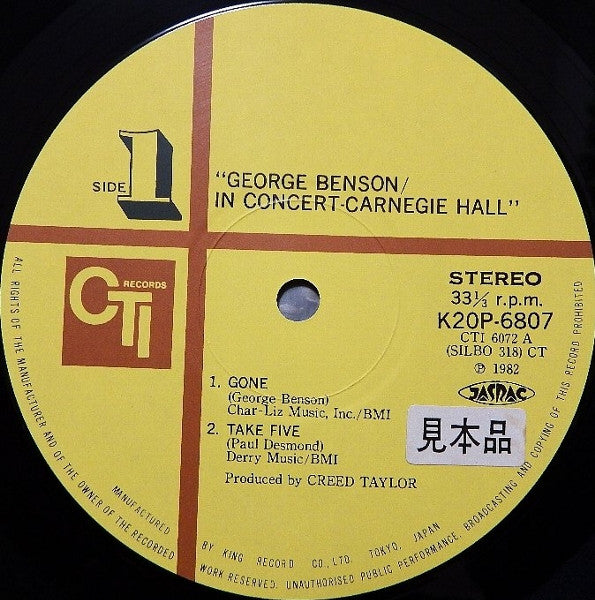 SIDE 1
"GEORGE BENSON/
IN CONCERT-CARNEGIE HALL"
CTI RECORDS
STEREO
33⅓ r.p.m.
K20P-6807
CTI 6072 A
(SILBO 318) CT
℗ 1982
JASRAC
1. GONE
(George Benson)
Char-Liz Music, Inc./BMI
2. TAKE FIVE
(Paul Desmond)
Derry Music/BMI
Produced by CREED TAYLOR
見本品
ALL RIGHTS OF THE MANUFACTURER AND OF THE OWNER OF THE RECORDED WORK RESERVED. UNAUTHORISED PUBLIC PERFORMANCE, BROADCASTING AND COPYING OF THIS RECORD PROHIBITED
MANUFACTURED BY KING RECORD CO., LTD. TOKYO, JAPAN